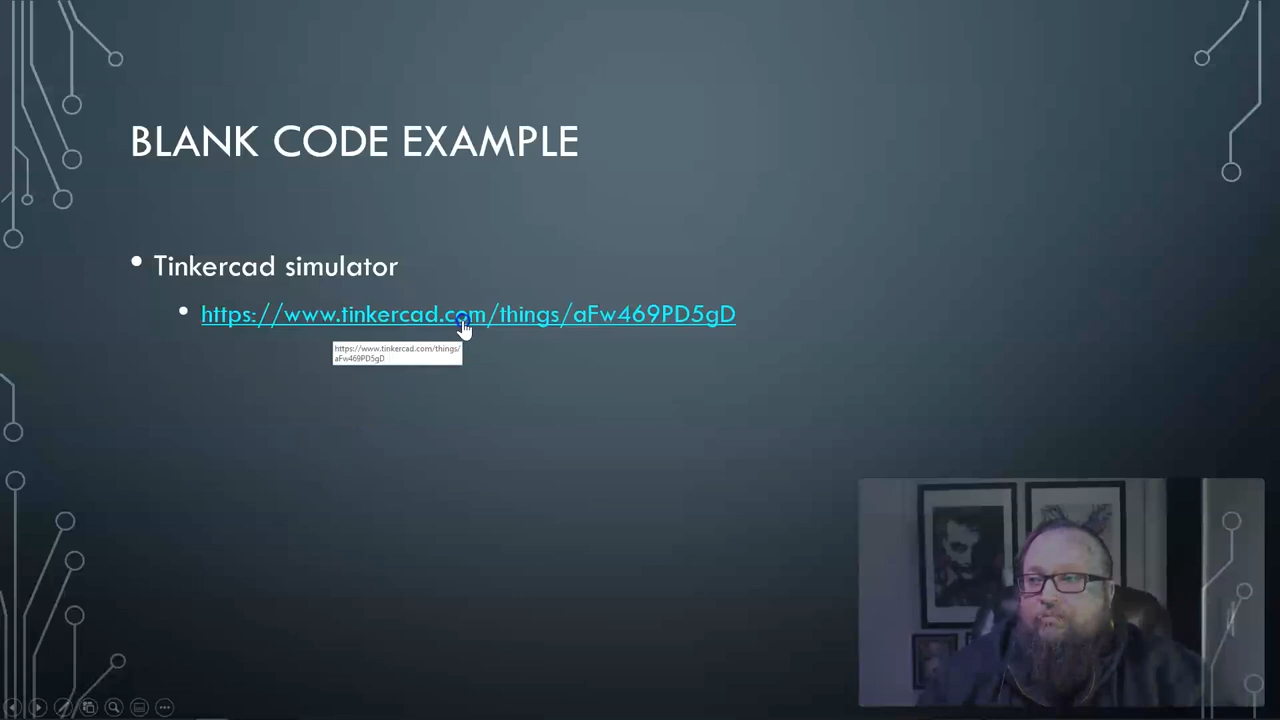 BLANK CODE EXAMPLE
• Tinkercad simulator
• https://www.tinkercad.com/things/aFw469PD5gD
https://www.tinkercad.com/things/
aFw469PD5gD